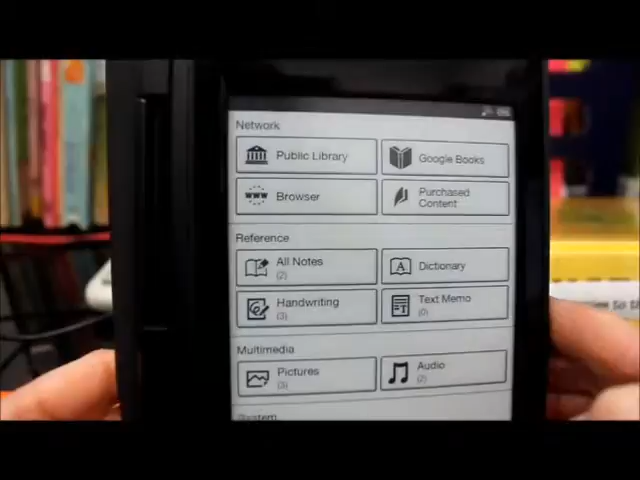 Network
Public Library
Google Books
Browser
Purchased
Content
Reference
All Notes
(2)
Dictionary
Handwriting
(3)
Text Memo
(0)
Multimedia
Pictures
(3)
Audio
(2)
System